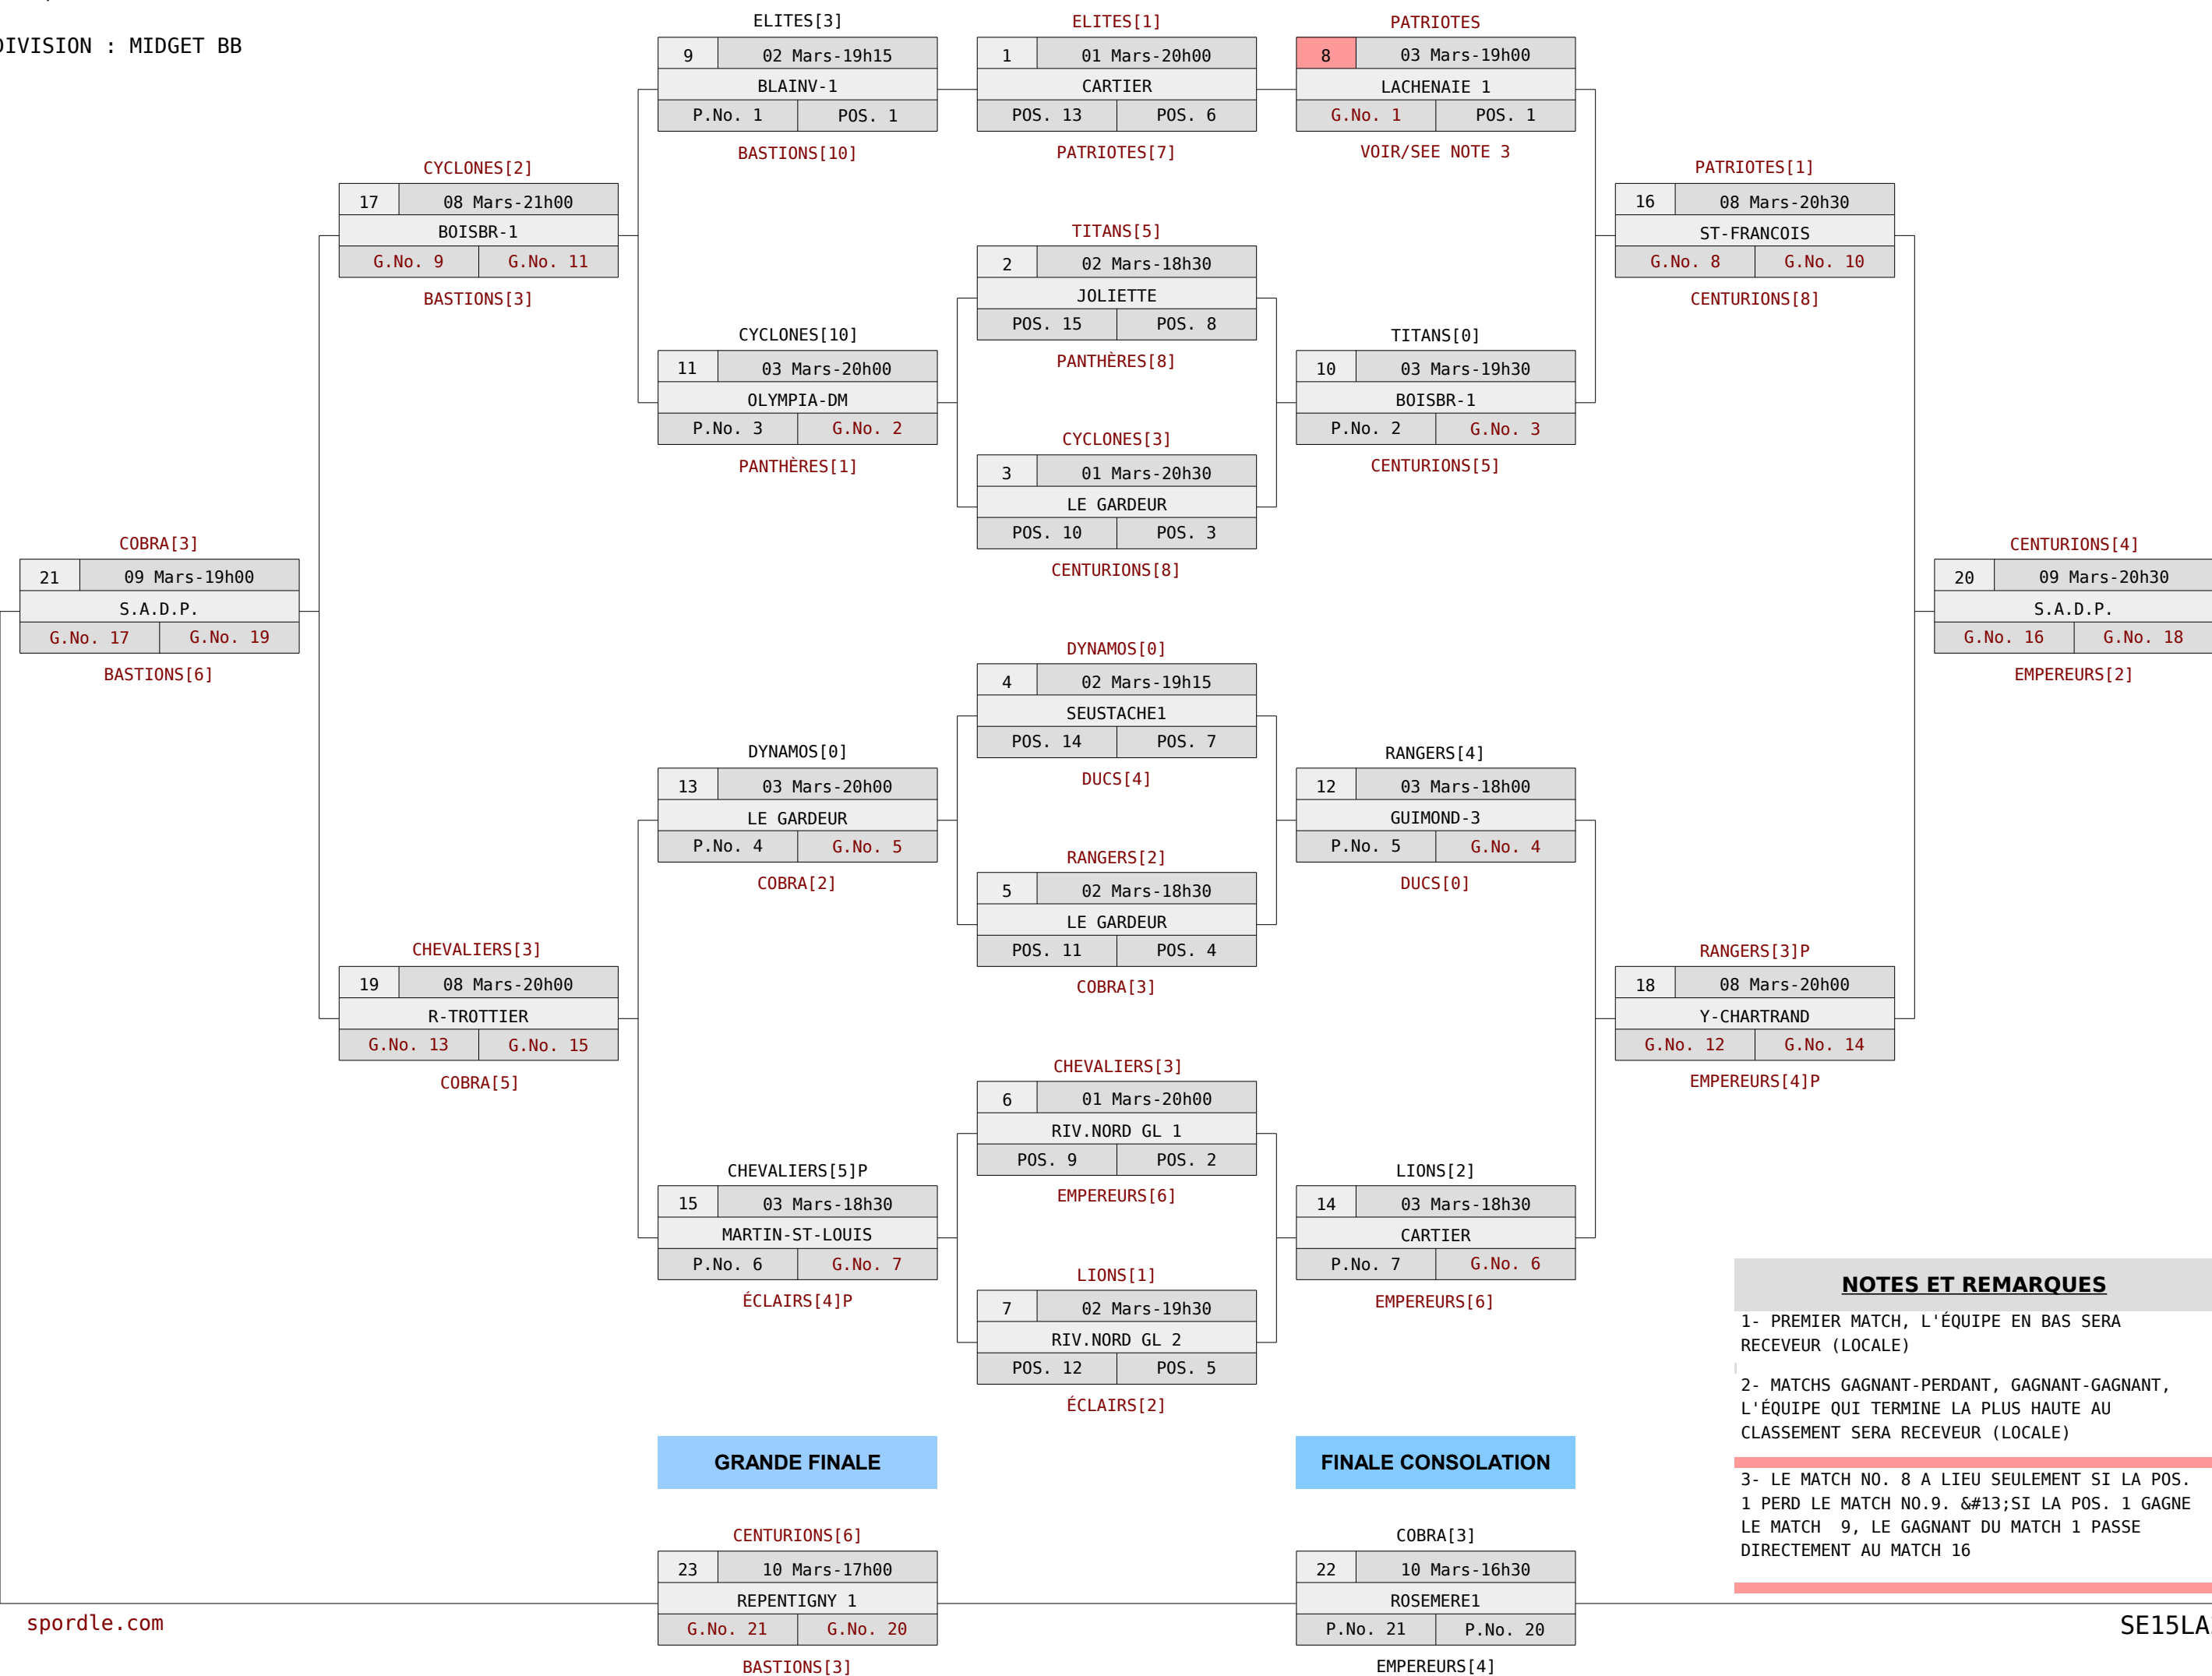 DIVISION : MIDGET BB
ELITES[3]
9 02 Mars-19h15
BLAINV-1
P.No. 1 POS. 1
BASTIONS[10]
ELITES[1]
1 01 Mars-20h00
CARTIER
POS. 13 POS. 6
PATRIOTES[7]
PATRIOTES
8 03 Mars-19h00
LACHENAIE 1
G.No. 1 POS. 1
VOIR/SEE NOTE 3
CYCLONES[2]
17 08 Mars-21h00
BOISBR-1
G.No. 9 G.No. 11
BASTIONS[3]
PATRIOTES[1]
16 08 Mars-20h30
ST-FRANCOIS
G.No. 8 G.No. 10
CENTURIONS[8]
TITANS[5]
2 02 Mars-18h30
JOLIETTE
POS. 15 POS. 8
PANTHÈRES[8]
CYCLONES[10]
11 03 Mars-20h00
OLYMPIA-DM
P.No. 3 G.No. 2
PANTHÈRES[1]
TITANS[0]
10 03 Mars-19h30
BOISBR-1
P.No. 2 G.No. 3
CENTURIONS[5]
CYCLONES[3]
3 01 Mars-20h30
LE GARDEUR
POS. 10 POS. 3
CENTURIONS[8]
COBRA[3]
21 09 Mars-19h00
S.A.D.P.
G.No. 17 G.No. 19
BASTIONS[6]
CENTURIONS[4]
20 09 Mars-20h30
S.A.D.P.
G.No. 16 G.No. 18
EMPEREURS[2]
DYNAMOS[0]
4 02 Mars-19h15
SEUSTACHE1
POS. 14 POS. 7
DUCS[4]
DYNAMOS[0]
13 03 Mars-20h00
LE GARDEUR
P.No. 4 G.No. 5
COBRA[2]
RANGERS[4]
12 03 Mars-18h00
GUIMOND-3
P.No. 5 G.No. 4
DUCS[0]
RANGERS[2]
5 02 Mars-18h30
LE GARDEUR
POS. 11 POS. 4
COBRA[3]
CHEVALIERS[3]
19 08 Mars-20h00
R-TROTTIER
G.No. 13 G.No. 15
COBRA[5]
RANGERS[3]P
18 08 Mars-20h00
Y-CHARTRAND
G.No. 12 G.No. 14
EMPEREURS[4]P
CHEVALIERS[3]
6 01 Mars-20h00
RIV.NORD GL 1
POS. 9 POS. 2
EMPEREURS[6]
CHEVALIERS[5]P
15 03 Mars-18h30
MARTIN-ST-LOUIS
P.No. 6 G.No. 7
ÉCLAIRS[4]P
LIONS[2]
14 03 Mars-18h30
CARTIER
P.No. 7 G.No. 6
EMPEREURS[6]
LIONS[1]
7 02 Mars-19h30
RIV.NORD GL 2
POS. 12 POS. 5
ÉCLAIRS[2]
NOTES ET REMARQUES
1- PREMIER MATCH, L'ÉQUIPE EN BAS SERA
RECEVEUR (LOCALE)
2- MATCHS GAGNANT-PERDANT, GAGNANT-GAGNANT,
L'ÉQUIPE QUI TERMINE LA PLUS HAUTE AU
CLASSEMENT SERA RECEVEUR (LOCALE)
3- LE MATCH NO. 8 A LIEU SEULEMENT SI LA POS.
1 PERD LE MATCH NO.9. &#13;SI LA POS. 1 GAGNE
LE MATCH  9, LE GAGNANT DU MATCH 1 PASSE
DIRECTEMENT AU MATCH 16
GRANDE FINALE
CENTURIONS[6]
23 10 Mars-17h00
REPENTIGNY 1
G.No. 21 G.No. 20
BASTIONS[3]
FINALE CONSOLATION
COBRA[3]
22 10 Mars-16h30
ROSEMERE1
P.No. 21 P.No. 20
EMPEREURS[4]
spordle.com
SE15LA